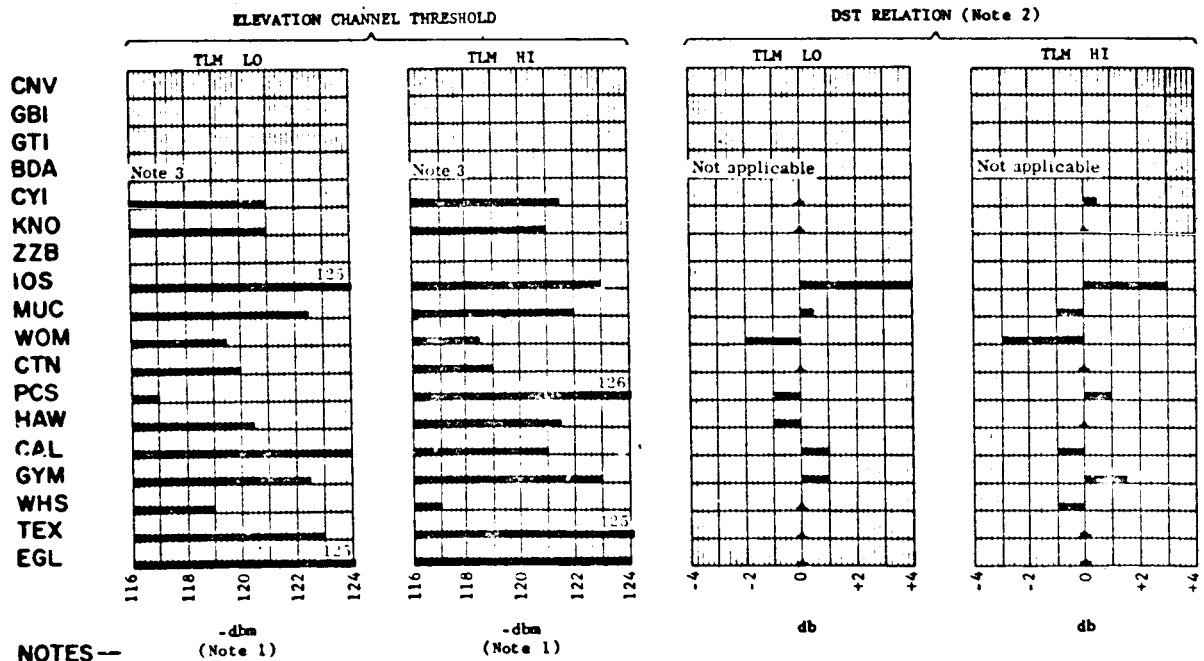 ELEVATION CHANNEL THRESHOLD
DST RELATION (Note 2)
TLM LO
TLM HI
TLM LO
TLM HI
CNV
GBI
GTI
BDA
Note 3
Note 3
Not applicable
Not applicable
CYI
KNO
ZZB
IOS
125
MUC
WOM
CTN
PCS
126
HAW
CAL
GYM
WHS
TEX
125
EGL
125
116 118 120 122 124
116 118 120 122 124
-4 -2 0 +2 +4
-4 -2 0 +2 +4
-dbm
(Note 1)
-dbm
(Note 1)
db
db
NOTES--